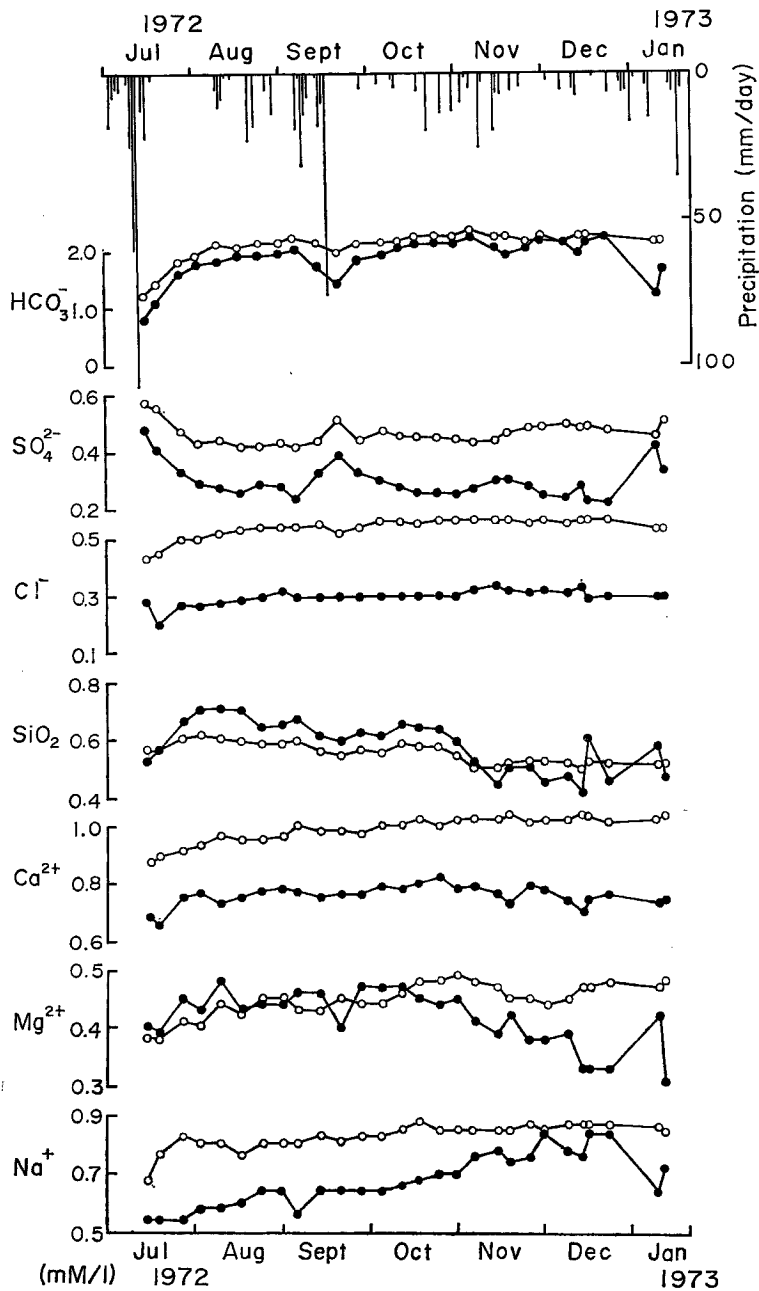 1972 1973
Jul Aug Sept Oct Nov Dec Jan
0
50
100
Precipitation (mm/day)
HCO₃⁻
2.0
1.0
0
SO₄²⁻
0.6
0.4
0.2
Cl⁻
0.5
0.3
0.1
SiO₂
0.8
0.6
0.4
Ca²⁺
1.0
0.8
0.6
Mg²⁺
0.5
0.4
0.3
Na⁺
0.9
0.7
0.5
Jul Aug Sept Oct Nov Dec Jan
(mM/l) 1972 1973